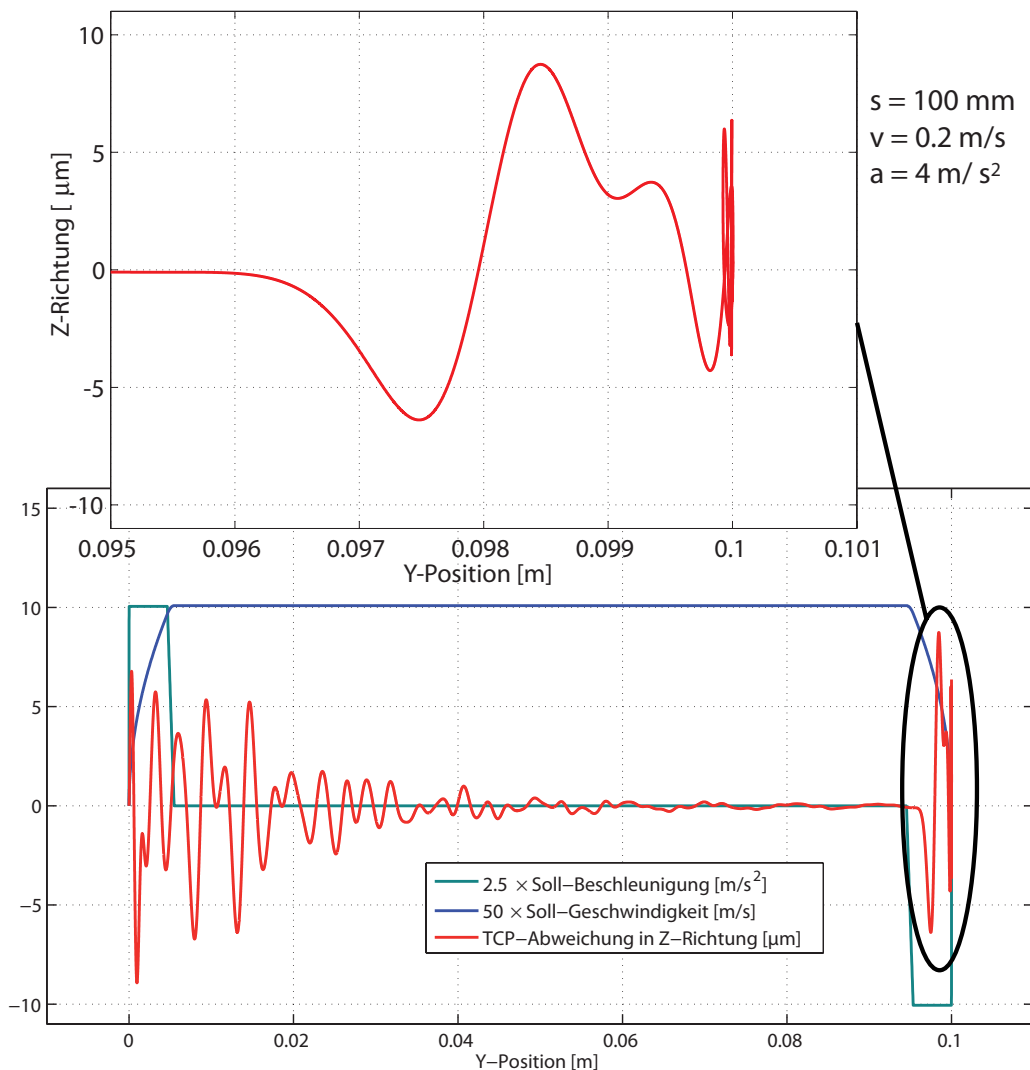 10
5
0
-5
-10
Z-Richtung [ µm]
0.095 0.096 0.097 0.098 0.099 0.1 0.101
Y-Position [m]
s = 100 mm
v = 0.2 m/s
a = 4 m/ s²
15
10
5
0
−5
−10
2.5 × Soll−Beschleunigung [m/s²]
50 × Soll−Geschwindigkeit [m/s]
TCP−Abweichung in Z−Richtung [µm]
0 0.02 0.04 0.06 0.08 0.1
Y−Position [m]